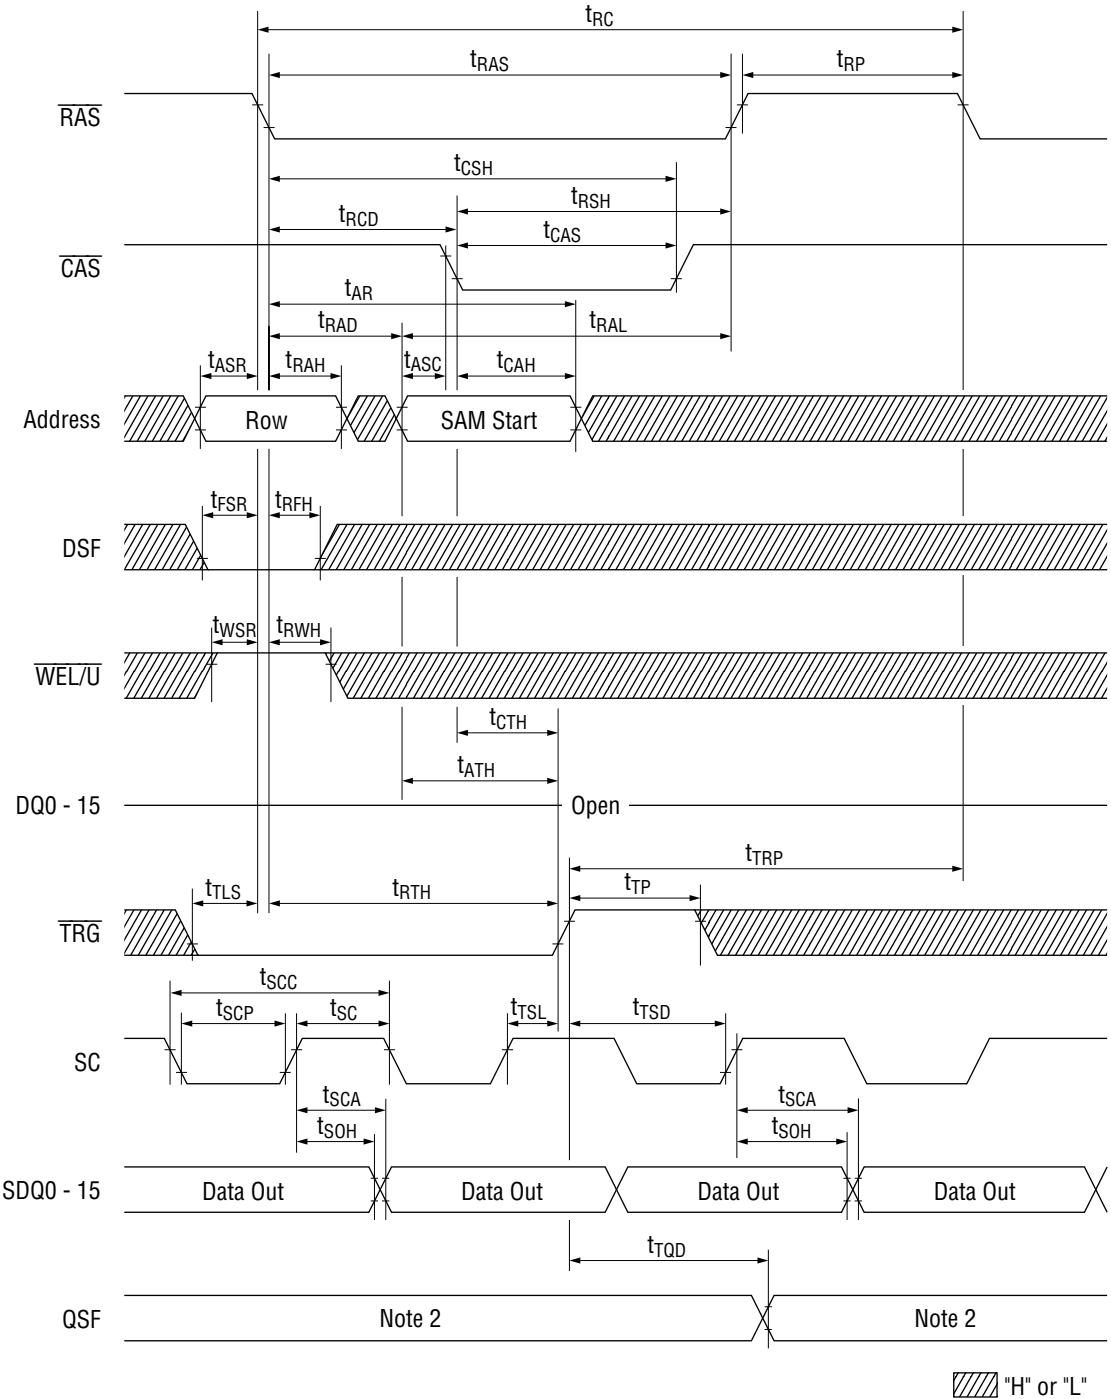 tRC
tRAS
tRP
RAS
tCSH
tRSH
tRCD
tCAS
CAS
tAR
tRAD
tRAL
tASR
tRAH
tASC
tCAH
Address
Row
SAM Start
tFSR
tRFH
DSF
tWSR
tRWH
WEL/U
tCTH
tATH
DQ0 - 15
Open
tTRP
tTLS
tRTH
tTP
TRG
tSCC
tSCP
tSC
tTSL
tTSD
SC
tSCA
tSCA
tSOH
tSOH
SDQ0 - 15
Data Out
Data Out
Data Out
Data Out
tTQD
QSF
Note 2
Note 2
"H" or "L"